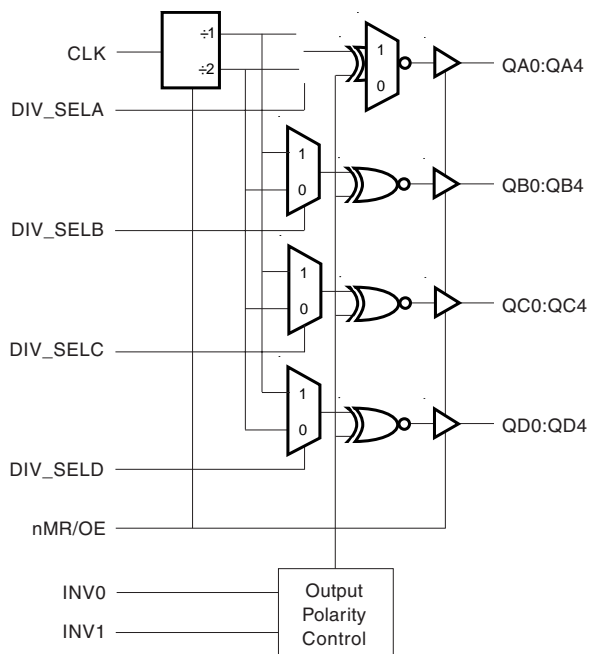 ÷1
CLK
÷2
1
0
QA0:QA4
DIV_SELA
1
0
QB0:QB4
DIV_SELB
1
0
QC0:QC4
DIV_SELC
1
0
QD0:QD4
DIV_SELD
nMR/OE
INV0
INV1
Output
Polarity
Control